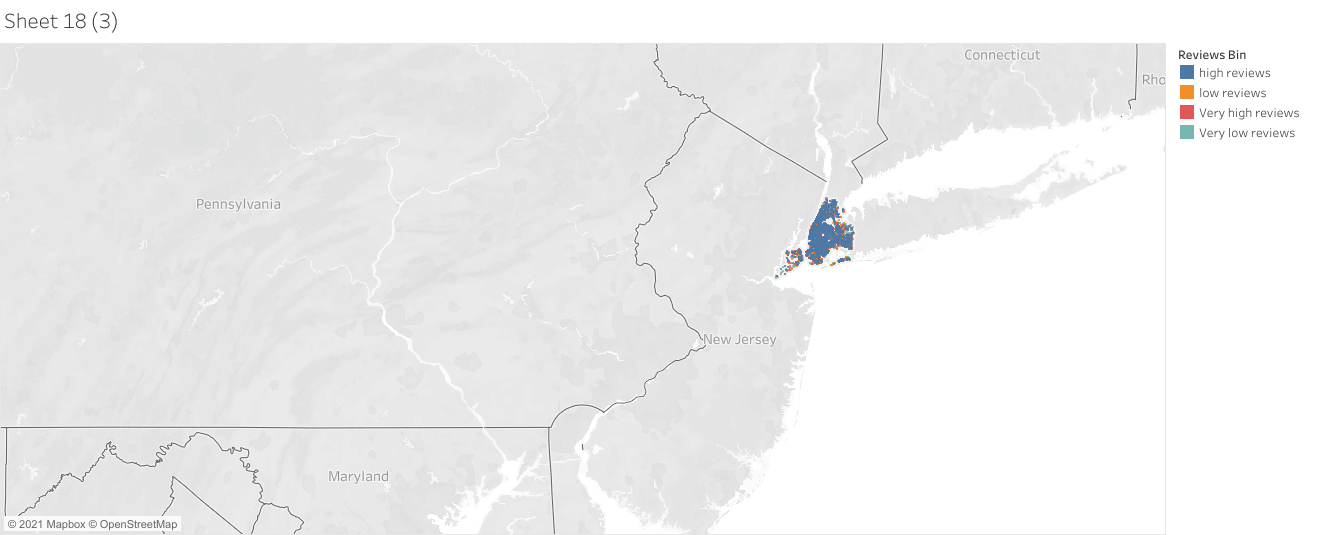 Sheet 18 (3)
Connecticut
Rho
Pennsylvania
New Jersey
Maryland
© 2021 Mapbox © OpenStreetMap
Reviews Bin
high reviews
low reviews
Very high reviews
Very low reviews